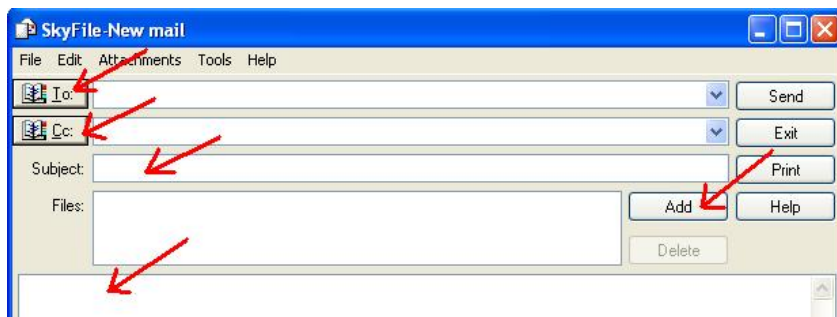 SkyFile-New mail
File Edit Attachments Tools Help
To: Send
Cc: Exit
Subject: Print
Files: Add Help
Delete